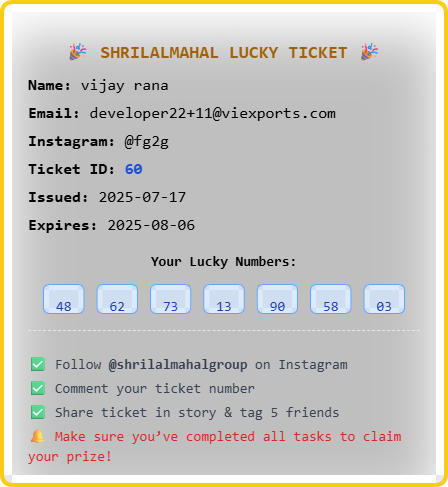 🎉 SHRILALMAHAL LUCKY TICKET 🎉
Name: vijay rana
Email: developer22+11@viexports.com
Instagram: @fg2g
Ticket ID: 60
Issued: 2025-07-17
Expires: 2025-08-06
Your Lucky Numbers:
48 62 73 13 90 58 03
✅ Follow @shrilalmahalgroup on Instagram
✅ Comment your ticket number
✅ Share ticket in story & tag 5 friends
🔔 Make sure you’ve completed all tasks to claim
your prize!